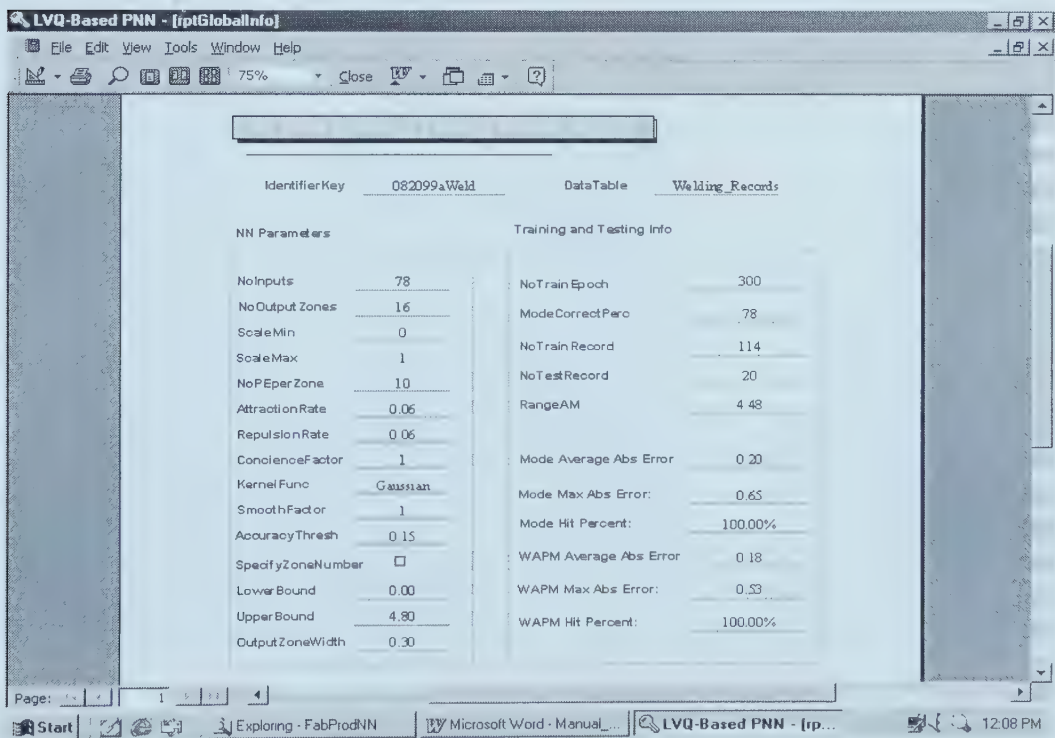 LVQ-Based PNN - [rptGlobalInfo]
File Edit View Tools Window Help
75% Close
IdentifierKey 082099aWeld DataTable Welding_Records
NN Parameters Training and Testing Info
NoInputs 78
NoOutput Zones 16
ScaleMin 0
ScaleMax 1
NoPEperZone 10
AttractionRate 0.06
RepulsionRate 0 06
ConcienceFactor 1
KernelFunc Gaussian
SmoothFactor 1
AccuracyThresh 0 15
SpecifyZoneNumber
LowerBound 0.00
UpperBound 4.80
OutputZoneWidth 0.30
NoTrainEpoch 300
ModeCorrectPerc 78
NoTrainRecord 114
NoTestRecord 20
RangeAM 4 48
Mode Average Abs Error 0 20
Mode Max Abs Error: 0.65
Mode Hit Percent: 100.00%
WAPM Average Abs Error 0 18
WAPM Max Abs Error: 0.53
WAPM Hit Percent: 100.00%
Page: 1
Start Exploring - FabProdNN Microsoft Word - Manual_... LVQ-Based PNN - [rp... 12:08 PM